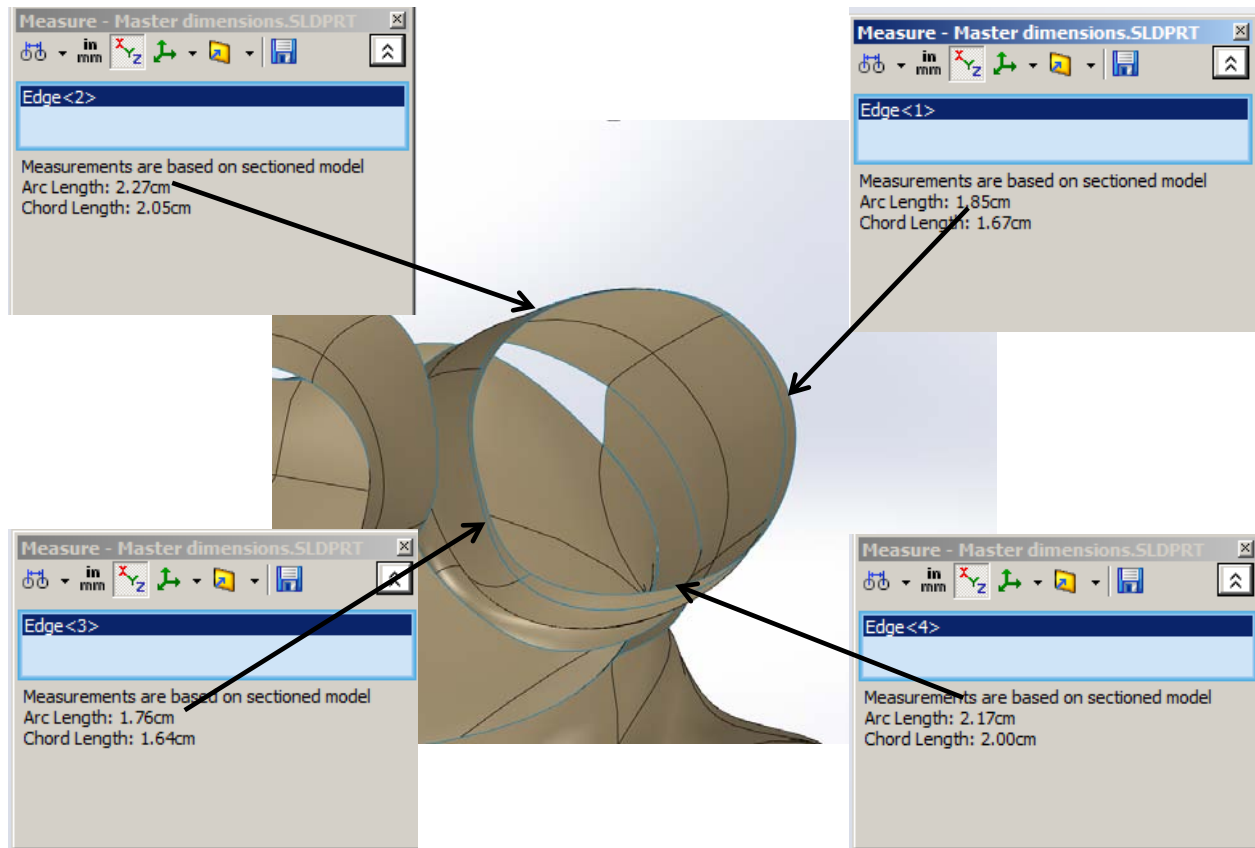 Measure - Master dimensions.SLDPRT
in
mm
XYZ
Edge<2>
Measurements are based on sectioned model
Arc Length: 2.27cm
Chord Length: 2.05cm
Measure - Master dimensions.SLDPRT
in
mm
XYZ
Edge<1>
Measurements are based on sectioned model
Arc Length: 1.85cm
Chord Length: 1.67cm
Measure - Master dimensions.SLDPRT
in
mm
XYZ
Edge<3>
Measurements are based on sectioned model
Arc Length: 1.76cm
Chord Length: 1.64cm
Measure - Master dimensions.SLDPRT
in
mm
XYZ
Edge<4>
Measurements are based on sectioned model
Arc Length: 2.17cm
Chord Length: 2.00cm